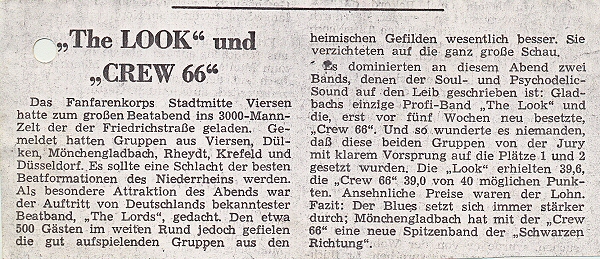 „The LOOK“ und
„CREW 66“
Das Fanfarenkorps Stadtmitte Viersen
hatte zum großen Beatabend ins 3000-Mann-
Zelt der der Friedrichstraße geladen. Ge-
meldet hatten Gruppen aus Viersen, Dül-
ken, Mönchengladbach, Rheydt, Krefeld und
Düsseldorf. Es sollte eine Schlacht der besten
Beatformationen des Niederrheins werden.
Als besondere Attraktion des Abends war
der Auftritt von Deutschlands bekanntester
Beatband, „The Lords“, gedacht. Den etwa
500 Gästen im weiten Rund jedoch gefielen
die gut aufspielenden Gruppen aus den
heimischen Gefilden wesentlich besser. Sie
verzichteten auf die ganz große Schau.
Es dominierten an diesem Abend zwei
Bands, denen der Soul- und Psychodelic-
Sound auf den Leib geschrieben ist: Glad-
bachs einzige Profi-Band „The Look“ und
die, erst vor fünf Wochen neu besetzte,
„Crew 66“. Und so wunderte es niemanden,
daß diese beiden Gruppen von der Jury
mit klarem Vorsprung auf die Plätze 1 und 2
gesetzt wurden. Die „Look“ erhielten 39,6,
die „Crew 66“ 39,0 von 40 möglichen Punk-
ten. Ansehnliche Preise waren der Lohn.
Fazit: Der Blues setzt sich immer stärker
durch; Mönchengladbach hat mit der „Crew
66“ eine neue Spitzenband der „Schwarzen
Richtung“.